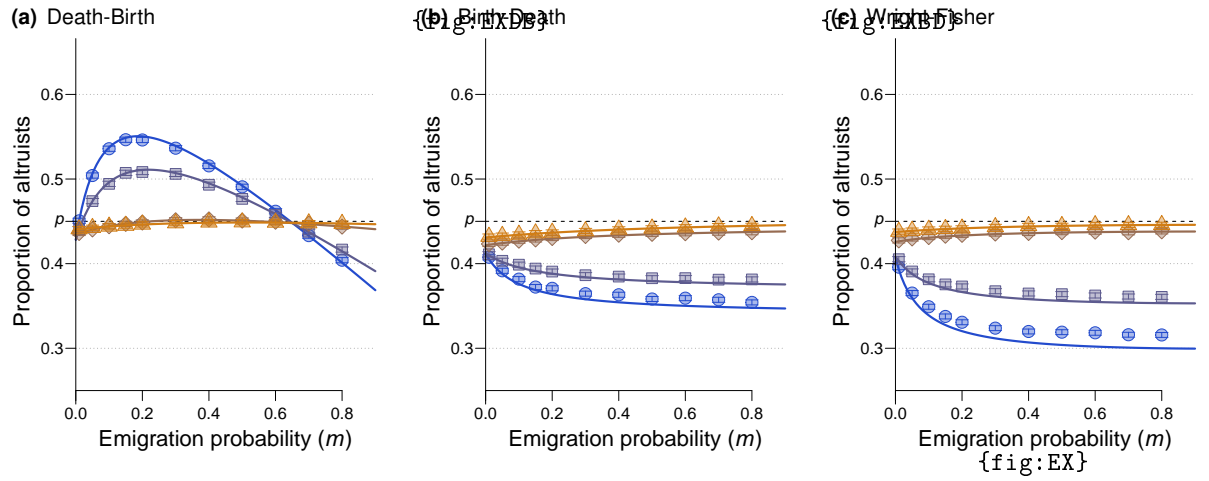 (a) Death-Birth
{fig:EXDB}
(b) Birth-Death
{fig:EXBD}
(c) Wright-Fisher
Proportion of altruists
0.6
0.5
p
0.4
0.3
0.0 0.2 0.4 0.6 0.8
Emigration probability (m)
Proportion of altruists
0.6
0.5
p
0.4
0.3
0.0 0.2 0.4 0.6 0.8
Emigration probability (m)
Proportion of altruists
0.6
0.5
p
0.4
0.3
0.0 0.2 0.4 0.6 0.8
Emigration probability (m)
{fig:EX}